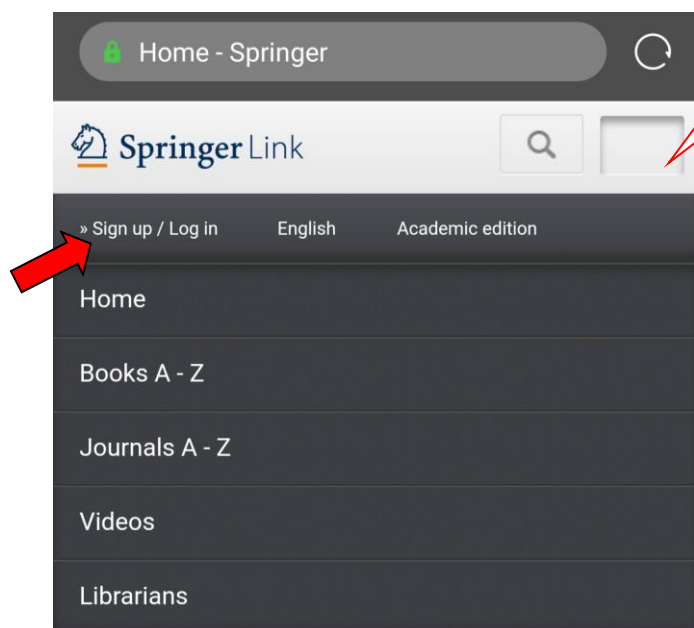 Home - Springer
Springer Link
» Sign up / Log in English Academic edition
Home
Books A - Z
Journals A - Z
Videos
Librarians